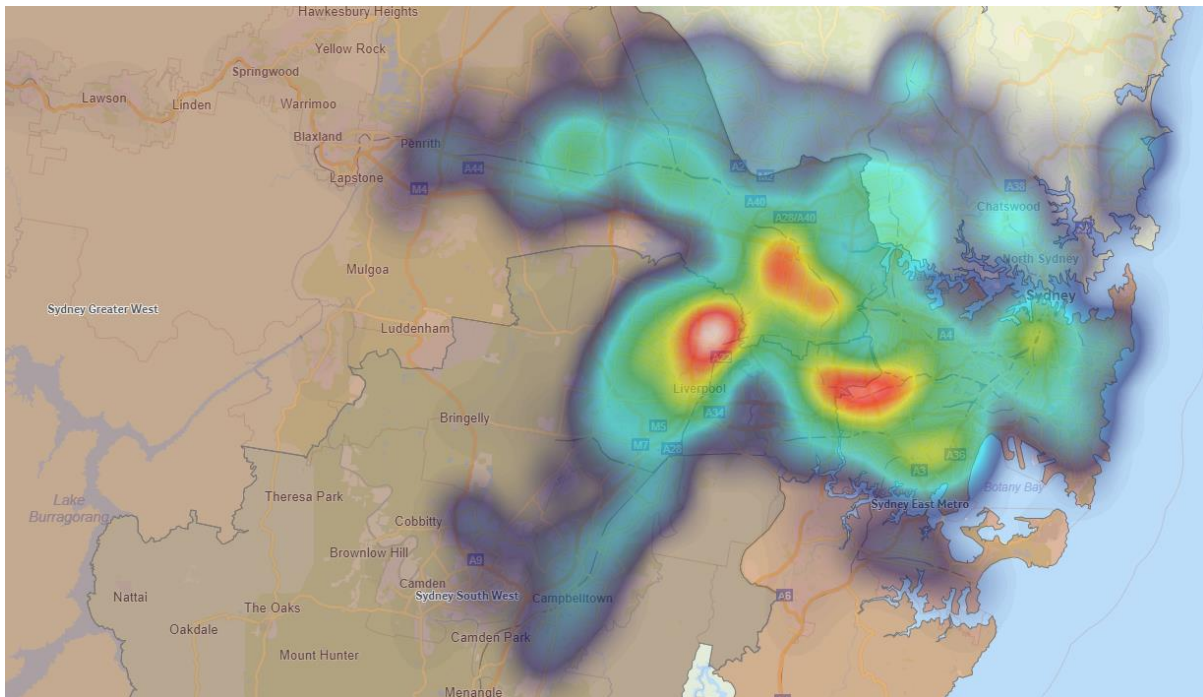 Hawkesbury Heights
Yellow Rock
Springwood
Lawson
Linden
Warrimoo
Blaxland
Penrith
Lapstone
A44
M4
A2
M2
A40
A28/A40
A38
Chatswood
North Sydney
Mulgoa
Sydney
Sydney Greater West
Luddenham
A4
A22
Liverpool
Bringelly
A34
M5
M7
A28
A3
A36
Botany Bay
Theresa Park
Sydney East Metro
Lake
Burragorang
Cobbitty
Brownlow Hill
A9
Camden
Sydney South West
Campbelltown
Nattai
The Oaks
A6
Oakdale
Camden Park
Mount Hunter
Menangle